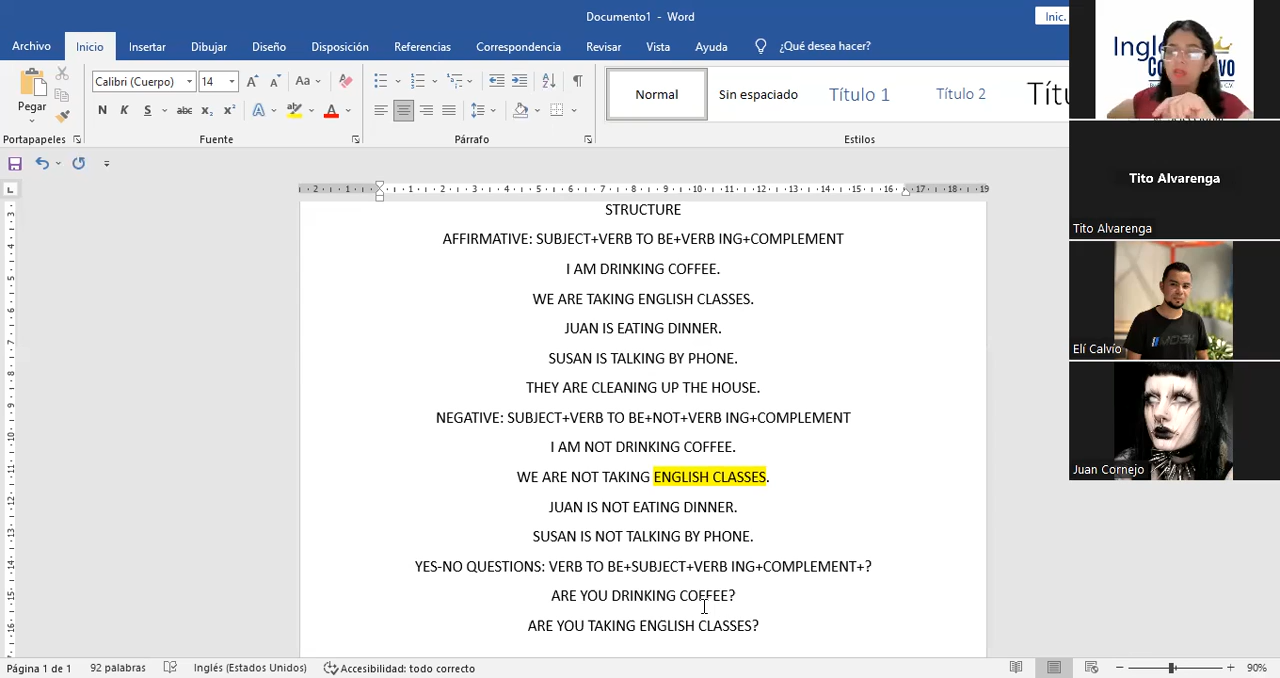 Documento1 - Word
Inic.
Archivo Inicio Insertar Dibujar Diseño Disposición Referencias Correspondencia Revisar Vista Ayuda ¿Qué desea hacer?
Calibri (Cuerpo) 14
Pegar
Normal Sin espaciado Título 1 Título 2
Portapapeles Fuente Párrafo Estilos
STRUCTURE
AFFIRMATIVE: SUBJECT+VERB TO BE+VERB ING+COMPLEMENT
I AM DRINKING COFFEE.
WE ARE TAKING ENGLISH CLASSES.
JUAN IS EATING DINNER.
SUSAN IS TALKING BY PHONE.
THEY ARE CLEANING UP THE HOUSE.
NEGATIVE: SUBJECT+VERB TO BE+NOT+VERB ING+COMPLEMENT
I AM NOT DRINKING COFFEE.
WE ARE NOT TAKING ENGLISH CLASSES.
JUAN IS NOT EATING DINNER.
SUSAN IS NOT TALKING BY PHONE.
YES-NO QUESTIONS: VERB TO BE+SUBJECT+VERB ING+COMPLEMENT+?
ARE YOU DRINKING COFFEE?
ARE YOU TAKING ENGLISH CLASSES?
Página 1 de 1 92 palabras Inglés (Estados Unidos) Accesibilidad: todo correcto 90%
Tito Alvarenga
Tito Alvarenga
Elí Calvío
Juan Cornejo